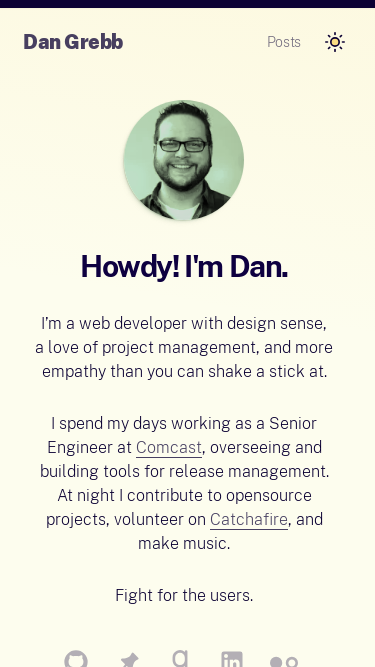 Dan Grebb
Posts
Howdy! I'm Dan.
I’m a web developer with design sense,
a love of project management, and more
empathy than you can shake a stick at.
I spend my days working as a Senior
Engineer at Comcast, overseeing and
building tools for release management.
At night I contribute to opensource
projects, volunteer on Catchafire, and
make music.
Fight for the users.